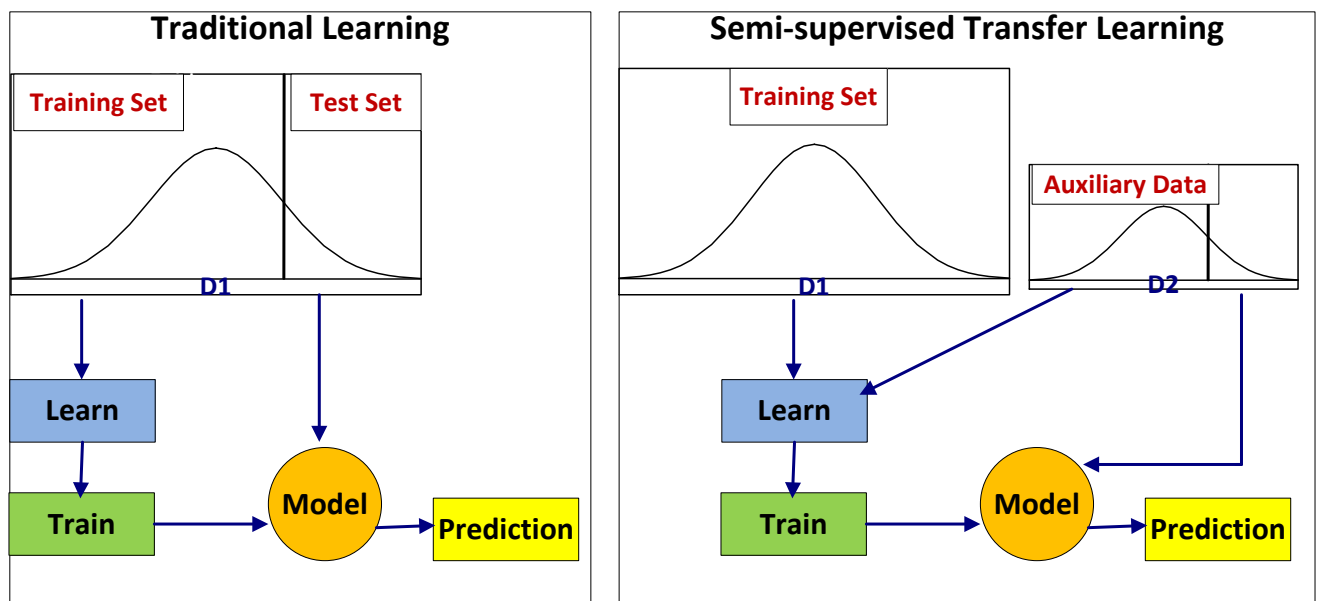 Traditional Learning
Training Set
Test Set
D1
Learn
Train
Model
Prediction
Semi-supervised Transfer Learning
Training Set
Auxiliary Data
D1
D2
Learn
Train
Model
Prediction